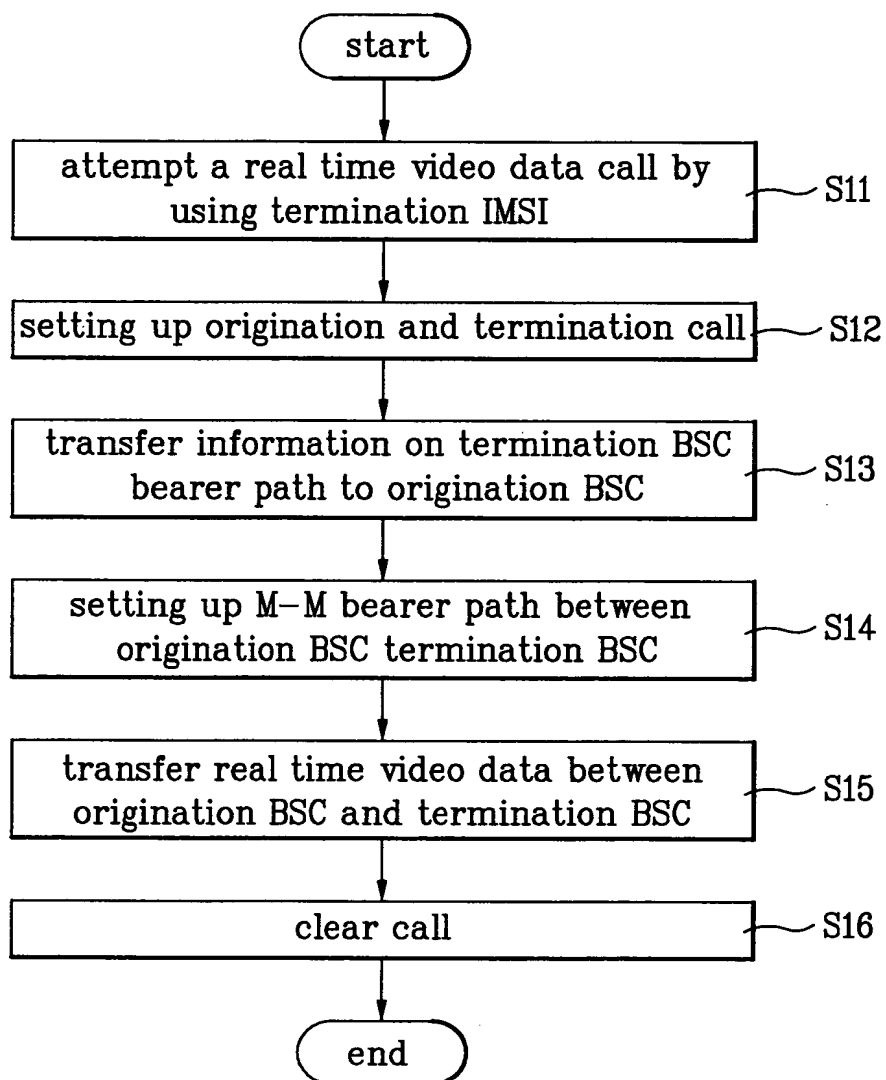 start
attempt a real time video data call by
using termination IMSI
S11
setting up origination and termination call
S12
transfer information on termination BSC
bearer path to origination BSC
S13
setting up M-M bearer path between
origination BSC termination BSC
S14
transfer real time video data between
origination BSC and termination BSC
S15
clear call
S16
end